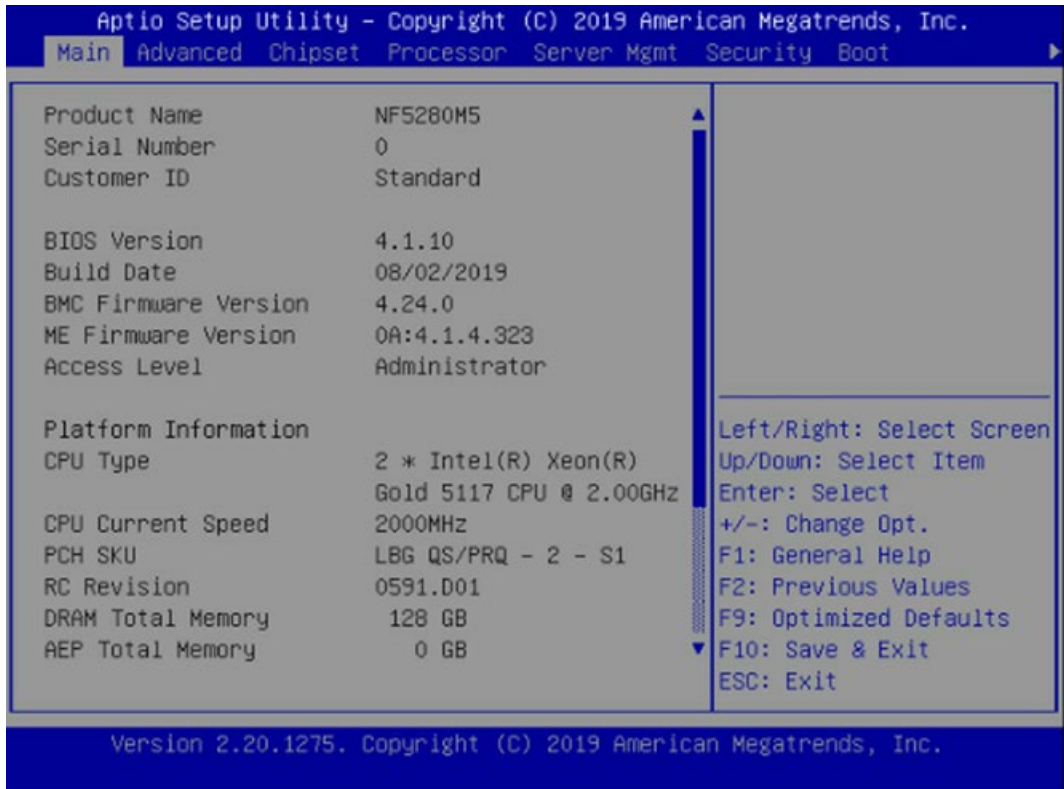 Aptio Setup Utility - Copyright (C) 2019 American Megatrends, Inc.
Main Advanced Chipset Processor Server Mgmt Security Boot
Product Name NF5280M5
Serial Number 0
Customer ID Standard
BIOS Version 4.1.10
Build Date 08/02/2019
BMC Firmware Version 4.24.0
ME Firmware Version 0A:4.1.4.323
Access Level Administrator
Platform Information
CPU Type 2 * Intel(R) Xeon(R)
Gold 5117 CPU @ 2.00GHz
CPU Current Speed 2000MHz
PCH SKU LBG QS/PRQ - 2 - S1
RC Revision 0591.D01
DRAM Total Memory 128 GB
AEP Total Memory 0 GB
Left/Right: Select Screen
Up/Down: Select Item
Enter: Select
+/-: Change Opt.
F1: General Help
F2: Previous Values
F9: Optimized Defaults
F10: Save & Exit
ESC: Exit
Version 2.20.1275. Copyright (C) 2019 American Megatrends, Inc.